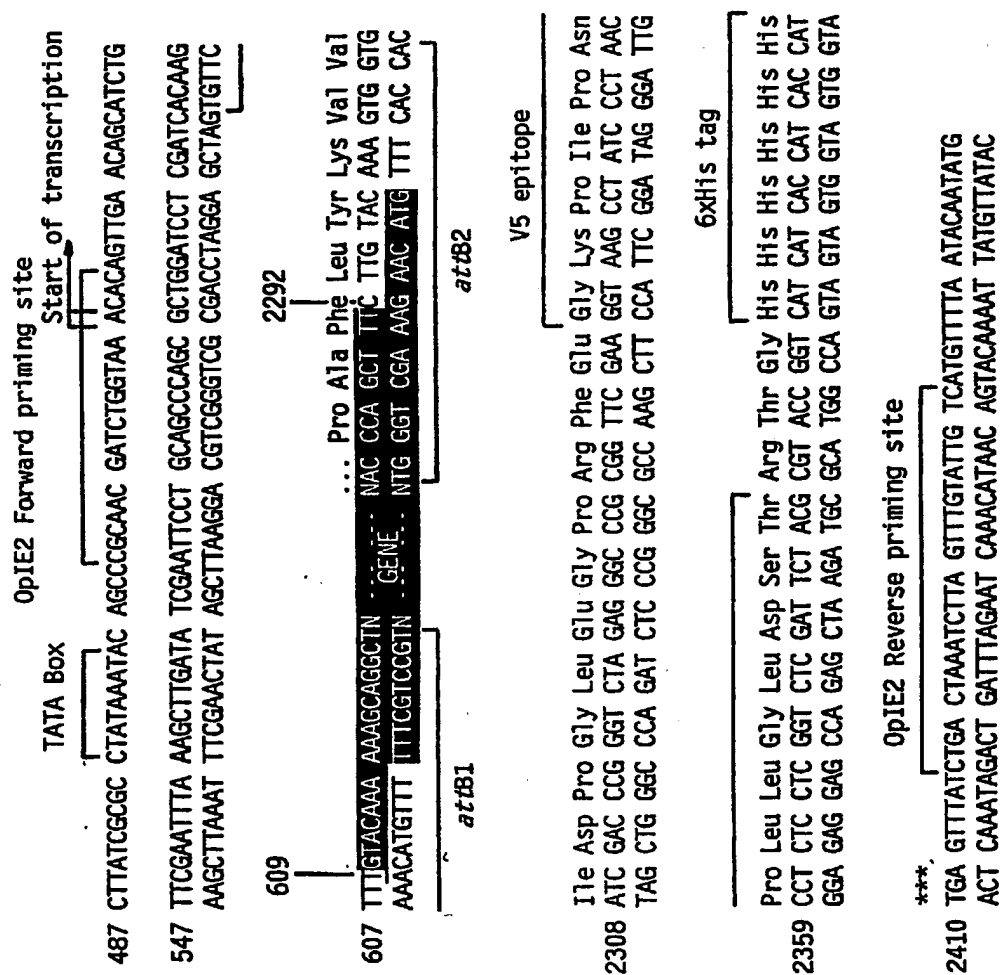 OpIE2 Forward priming site
TATA Box
Start of transcription
487 CTTATCGCGC CTATAAATAC AGCCCGCAAC GATCTGGTAA ACACAGTTGA ACAGCATCTG
547 TTCGAATTTA AAGCTTGATA TCGAATTCCT GCAGCCCAGC GCTGGATCCT CGATCACAAG
AAGCTTAAAT TTCGAACTAT AGCTTAAGGA CGTCGGGTCG CGACCTAGGA GCTAGTGTTC
609
2292
... Pro Ala Phe Leu Tyr Lys Val Val
607 TTTGTACAAA AAAGCAGGCTN --- GENE --- NAC CCA GCT TTC TTG TAC AAA GTG GTG
AAACATGTTT TTTCGTCCGTN NTG GGT CGA AAG AAC ATG TTT CAC CAC
attB1
attB2
V5 epitope
Ile Asp Pro Gly Leu Glu Gly Pro Arg Phe Glu Gly Lys Pro Ile Pro Asn
2308 ATC GAC CCG GGT CTA GAG GGC CCG CGG TTC GAA GGT AAG CCT ATC CCT AAC
TAG CTG GGC CCA GAT CTC CCG GGC GCC AAG CTT CCA TTC GGA TAG GGA TTG
6xHis tag
Pro Leu Leu Gly Leu Asp Ser Thr Arg Thr Gly His His His His His His
2359 CCT CTC CTC GGT CTC GAT TCT ACG CGT ACC GGT CAT CAT CAC CAT CAC CAT
GGA GAG GAG CCA GAG CTA AGA TGC GCA TGG CCA GTA GTA GTG GTA GTG GTA
OpIE2 Reverse priming site
***
2410 TGA GTTTATCTGA CTAAATCTTA GTTTGTATTG TCATGTTTTA ATACAATATG
ACT CAAATAGACT GATTTAGAAT CAAACATAAC AGTACAAAAT TATGTTATAC